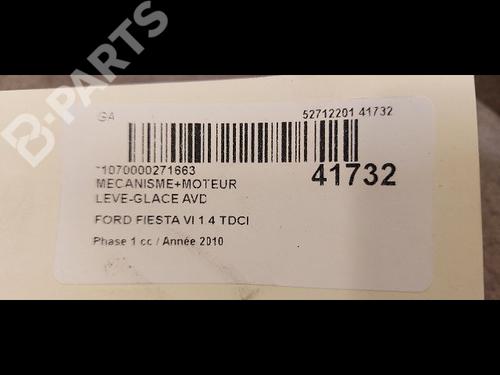 B-PARTS
GA
52712201 41732
*1070000271663
MECANISME+MOTEUR
LEVE-GLACE AVD
41732
FORD FIESTA VI 1.4 TDCI
Phase 1 cc / Année 2010